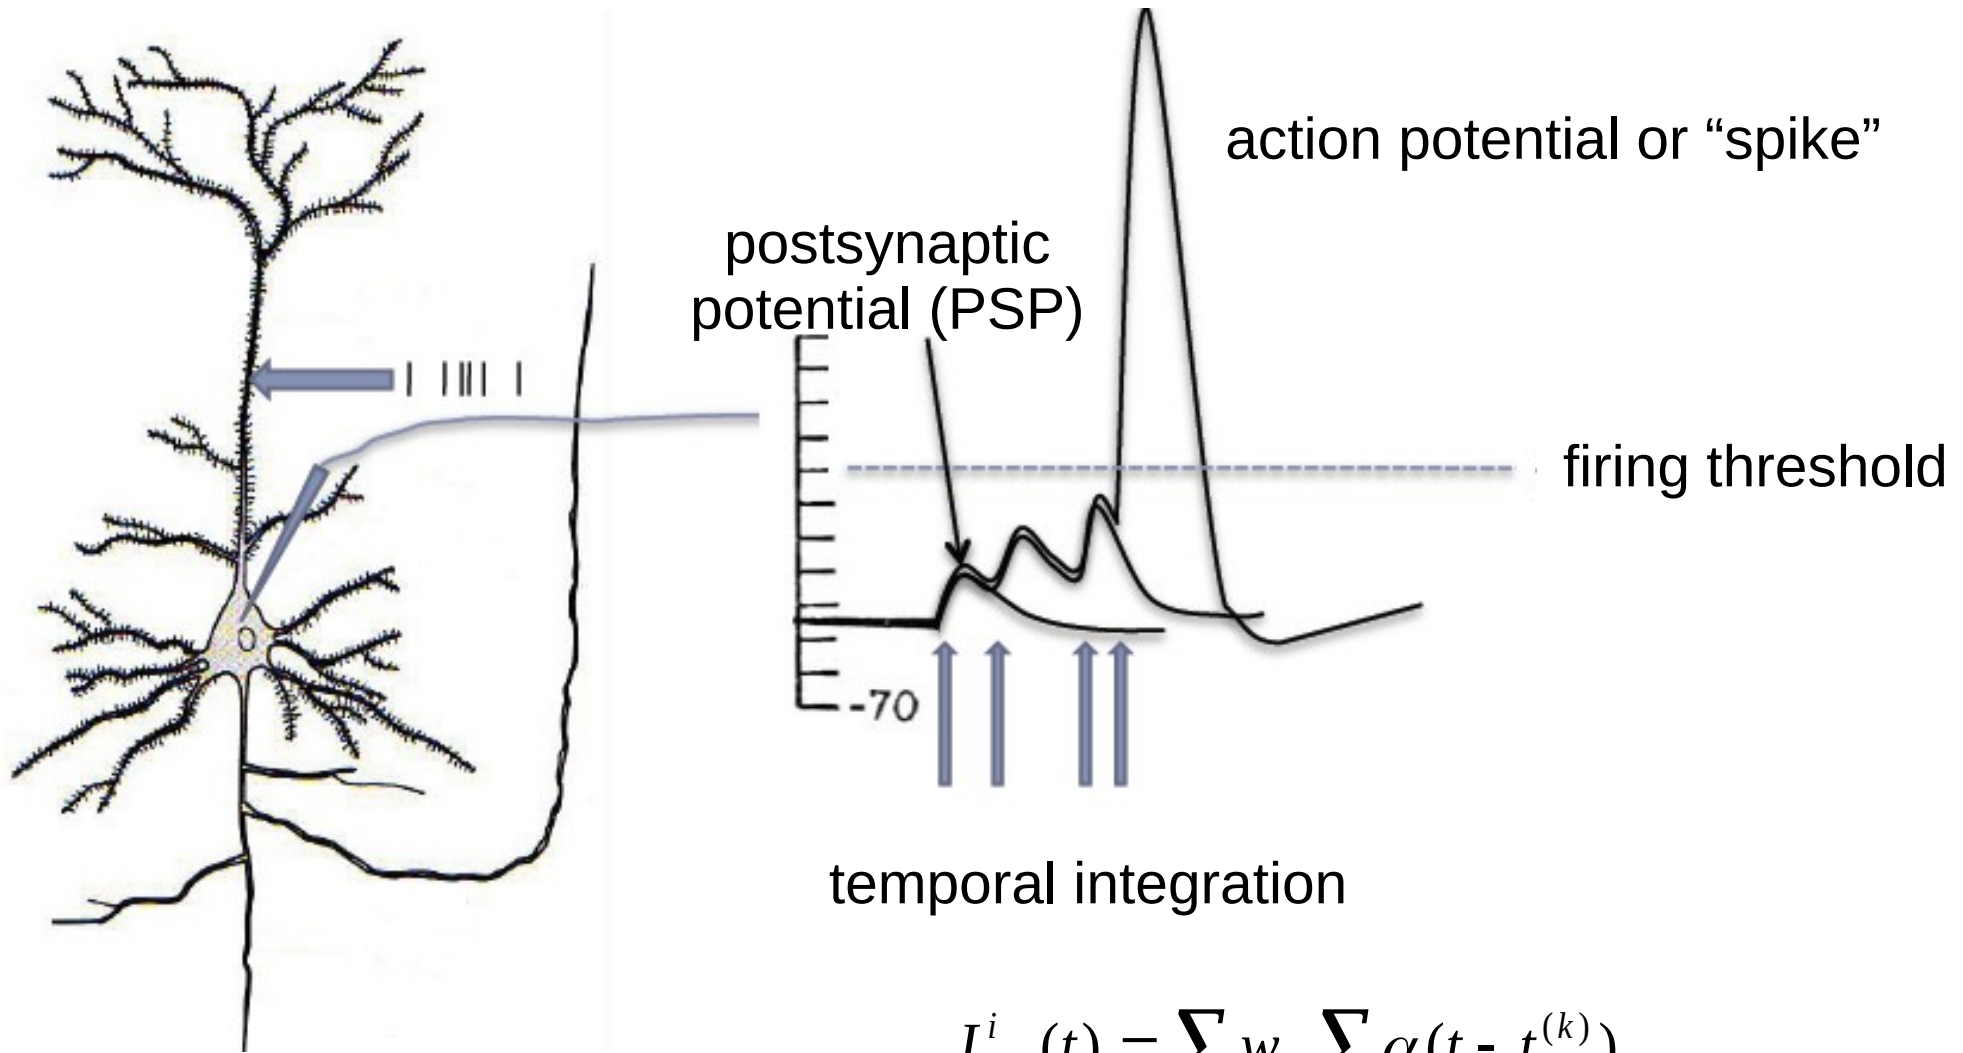 action potential or “spike”
postsynaptic
potential (PSP)
firing threshold
-70
temporal integration
I^i (t) = ∑ w ∑ α(t - t^(k))